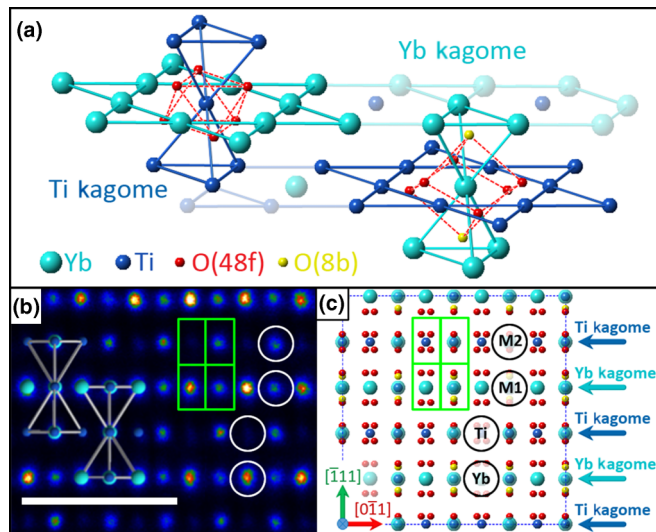 (a)
Yb kagome
Ti kagome
Yb Ti O(48f) O(8b)
(b)
(c)
M2
M1
Ti
Yb
[1̅11]
[01̅1]
Ti kagome
Yb kagome
Ti kagome
Yb kagome
Ti kagome